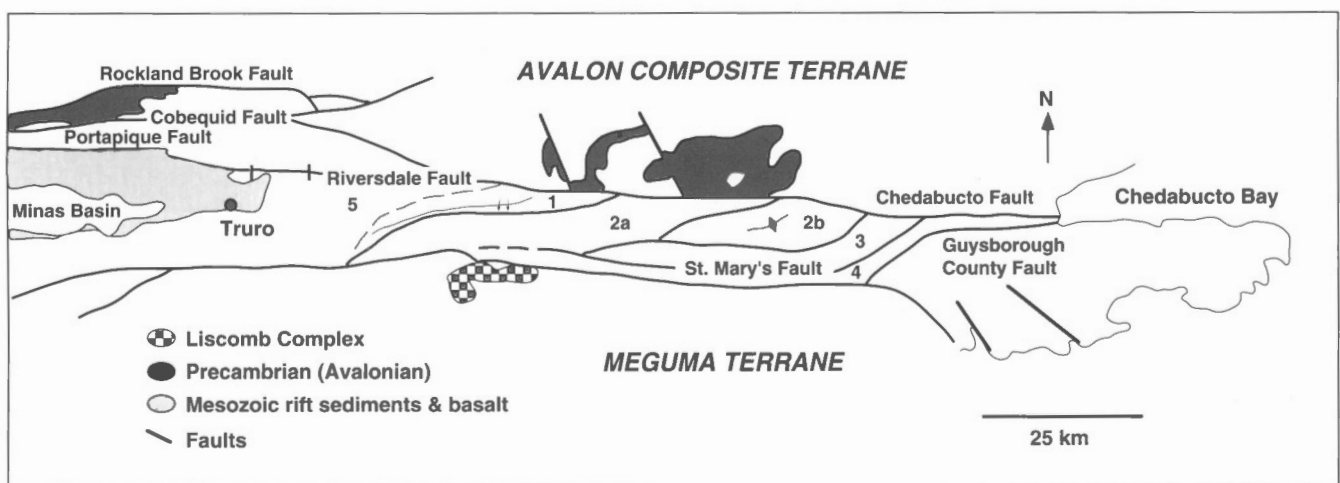 Rockland Brook Fault
AVALON COMPOSITE TERRANE
N
Cobequid Fault
Portapique Fault
Riversdale Fault
Minas Basin
Truro
5
1
2a
2b
3
4
Chedabucto Fault
Chedabucto Bay
St. Mary's Fault
Guysborough
County Fault
Liscomb Complex
Precambrian (Avalonian)
Mesozoic rift sediments & basalt
Faults
MEGUMA TERRANE
25 km